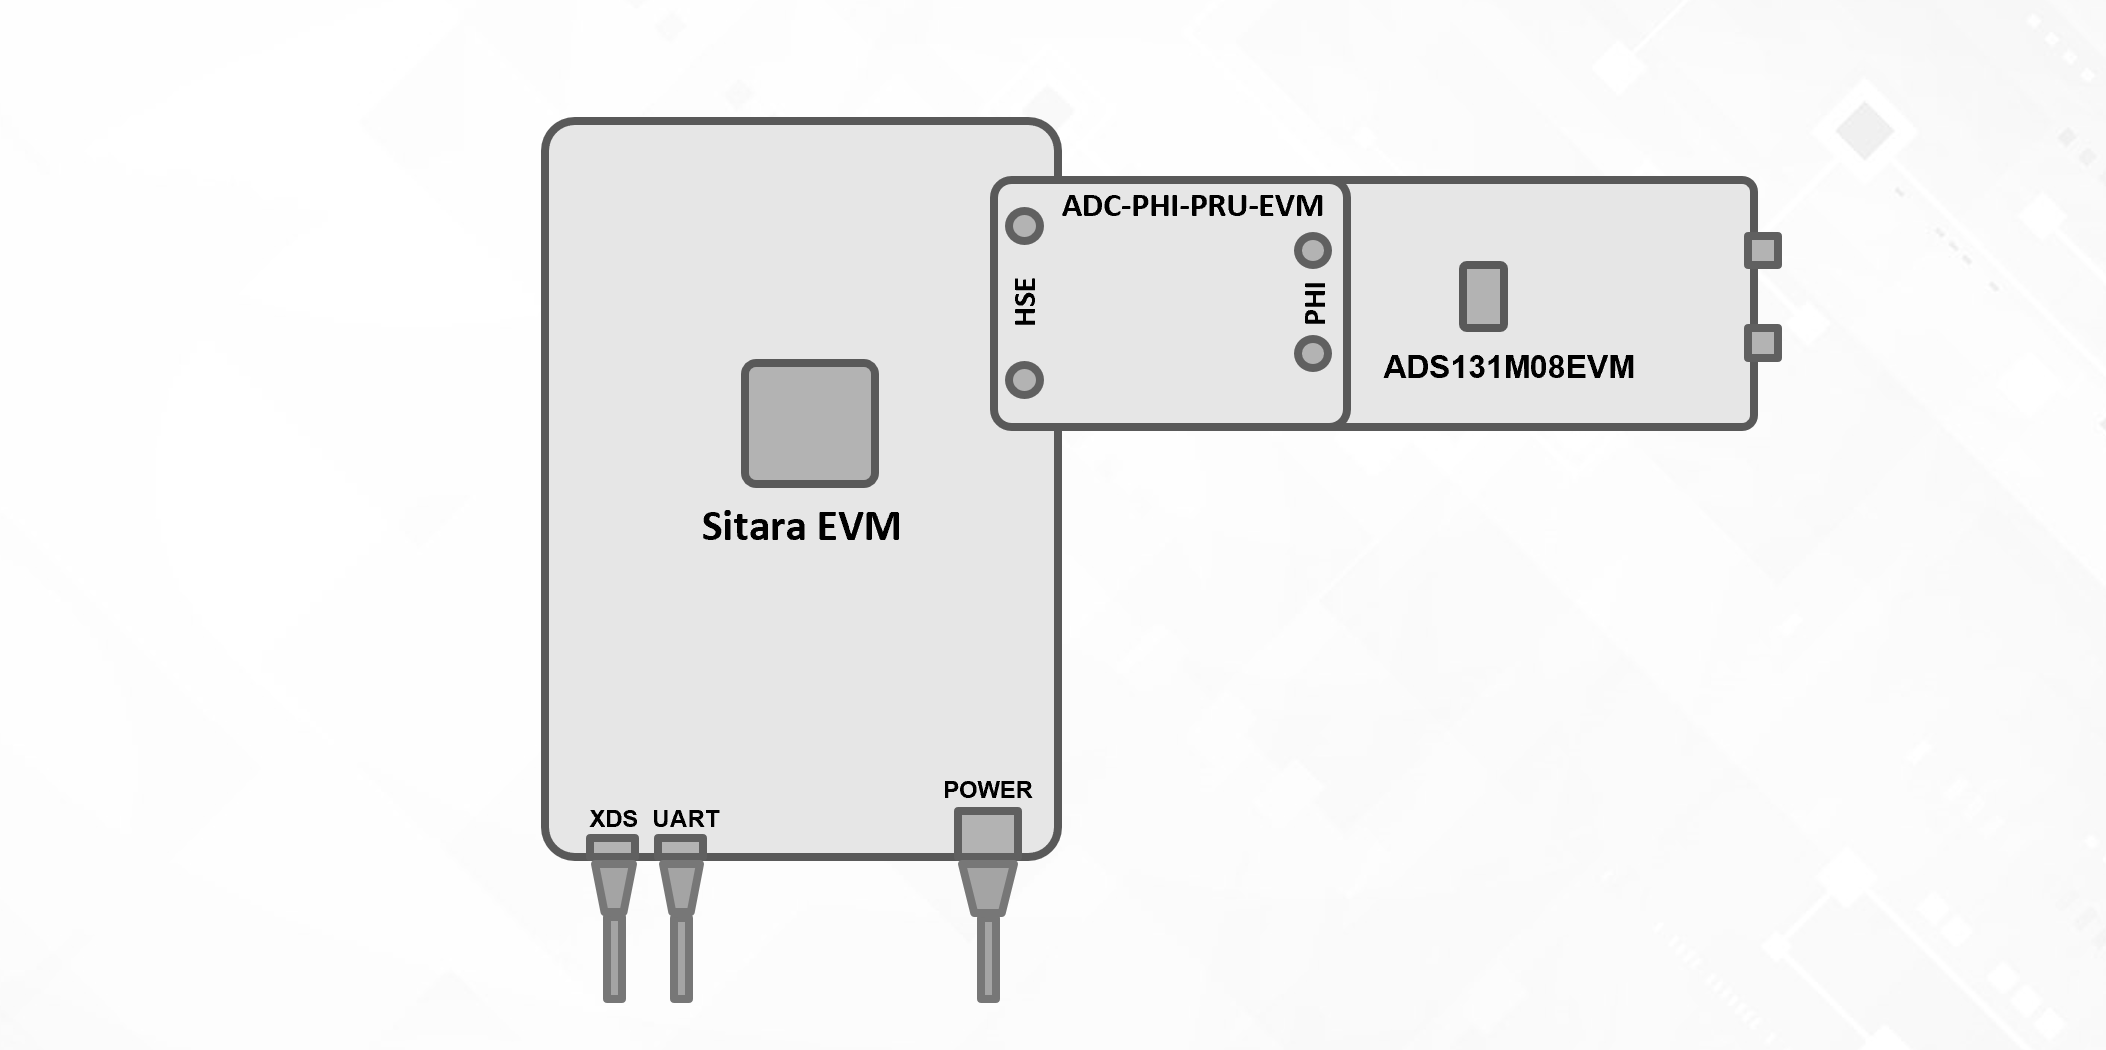 ADC-PHI-PRU-EVM
HSE
PHI
ADS131M08EVM
Sitara EVM
POWER
XDS UART